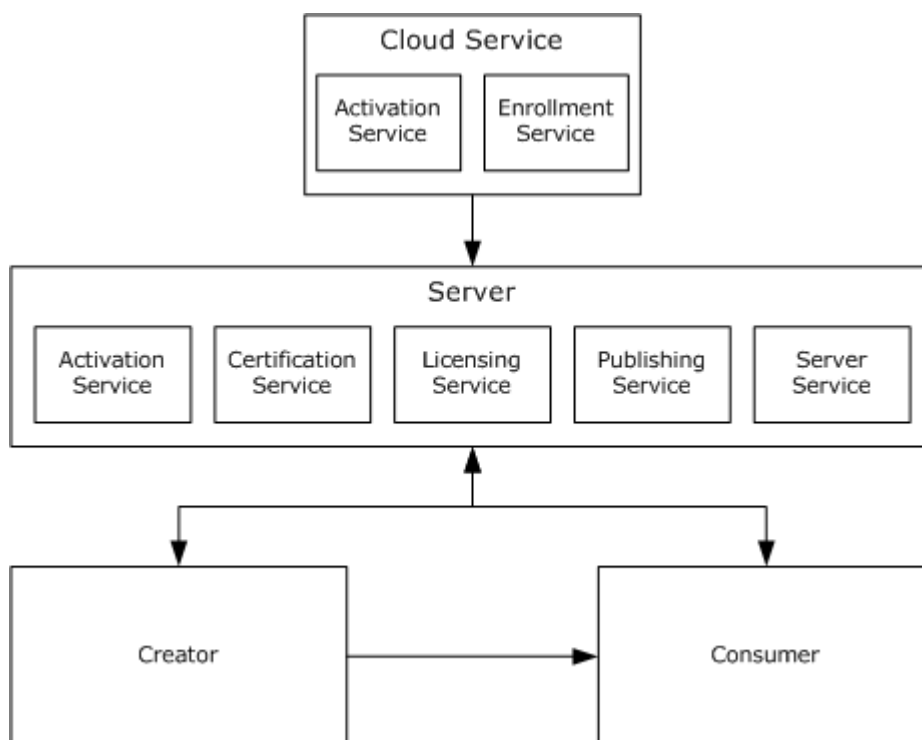 Cloud Service
Activation
Service
Enrollment
Service
Server
Activation
Service
Certification
Service
Licensing
Service
Publishing
Service
Server
Service
Creator
Consumer